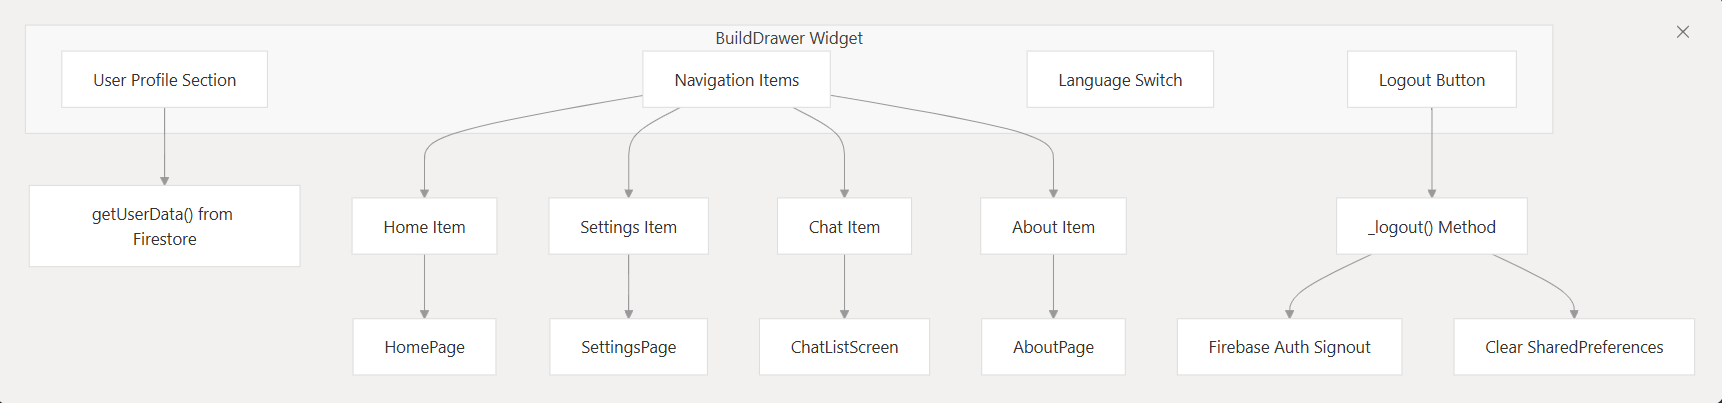 BuildDrawer Widget
User Profile Section
Navigation Items
Language Switch
Logout Button
getUserData() from
Firestore
Home Item
Settings Item
Chat Item
About Item
_logout() Method
HomePage
SettingsPage
ChatListScreen
AboutPage
Firebase Auth Signout
Clear SharedPreferences